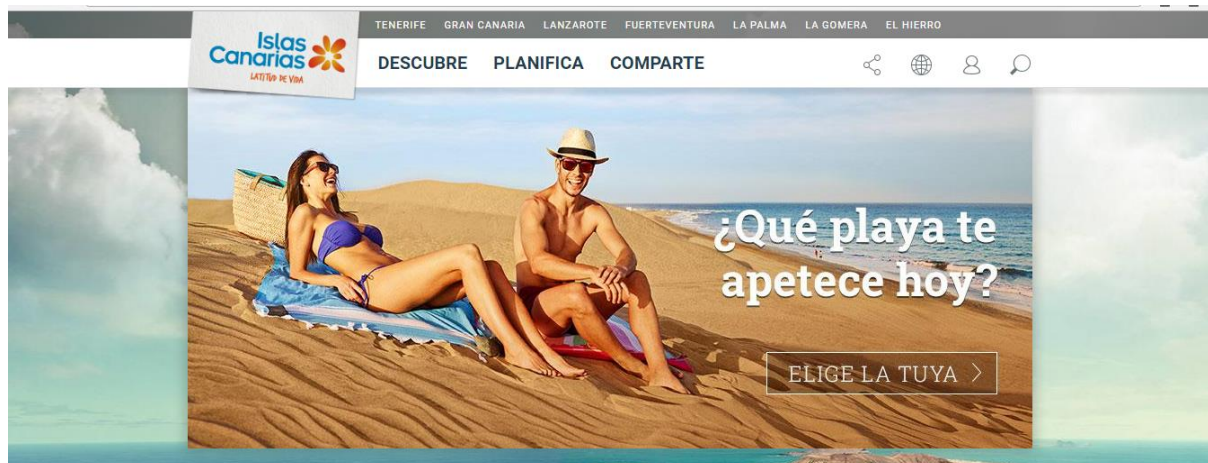 TENERIFE GRAN CANARIA LANZAROTE FUERTEVENTURA LA PALMA LA GOMERA EL HIERRO
Islas
Canarias
LATITUD DE VIDA
DESCUBRE PLANIFICA COMPARTE
¿Qué playa te
apetece hoy?
ELIGE LA TUYA